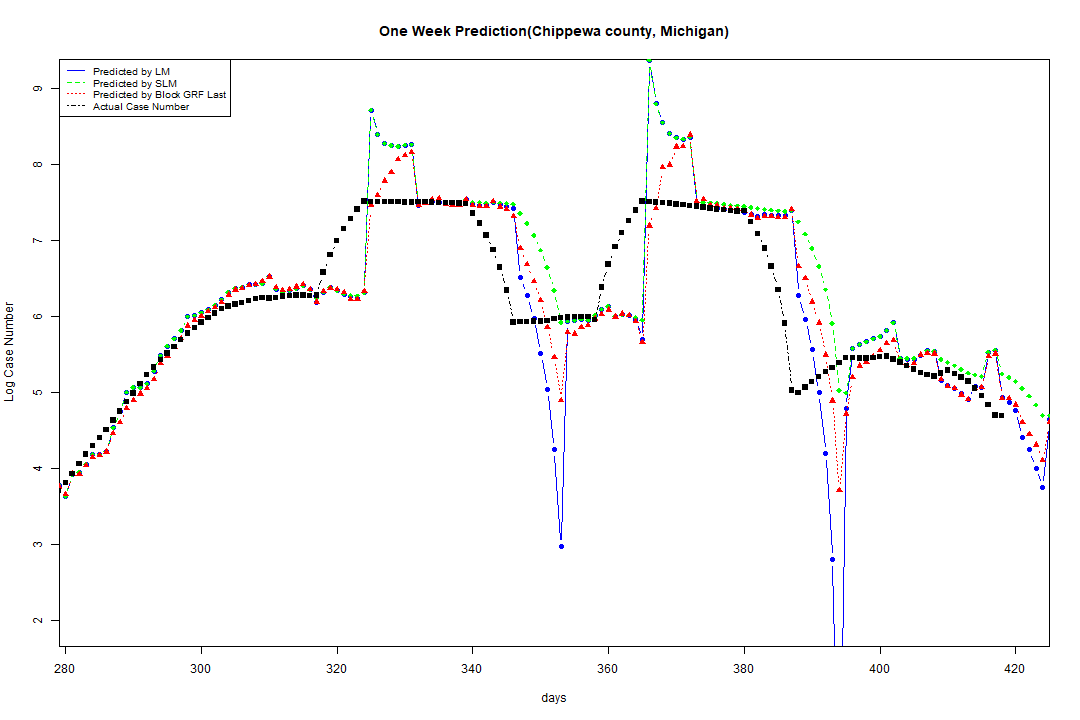 One Week Prediction(Chippewa county, Michigan)
Predicted by LM
Predicted by SLM
Predicted by Block GRF Last
Actual Case Number
Log Case Number
9
8
7
6
5
4
3
2
280 300 320 340 360 380 400 420
days